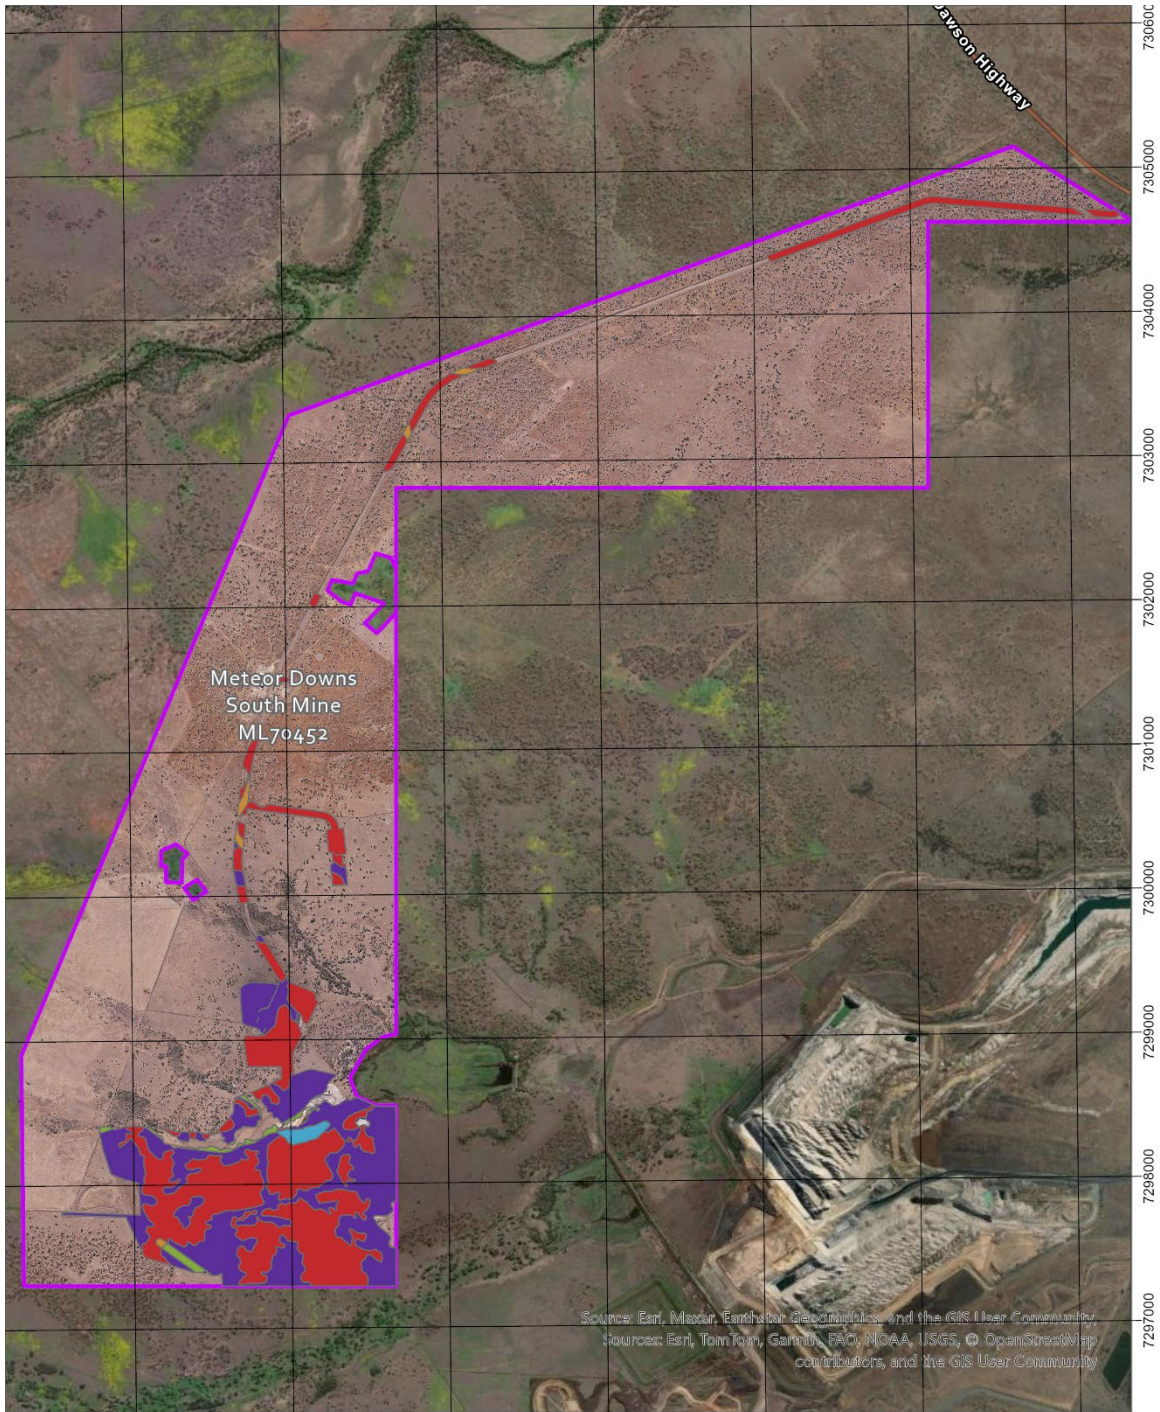 Dawson Highway
7305000
7304000
7303000
7302000
Meteor Downs
South Mine
ML70452
7301000
7300000
7299000
7298000
7297000
Source: Esri, Maxar, Earthstar Geographics, and the GIS User Community,
Sources: Esri, TomTom, Garmin, FAO, NOAA, USGS, © OpenStreetMap
contributors, and the GIS User Community